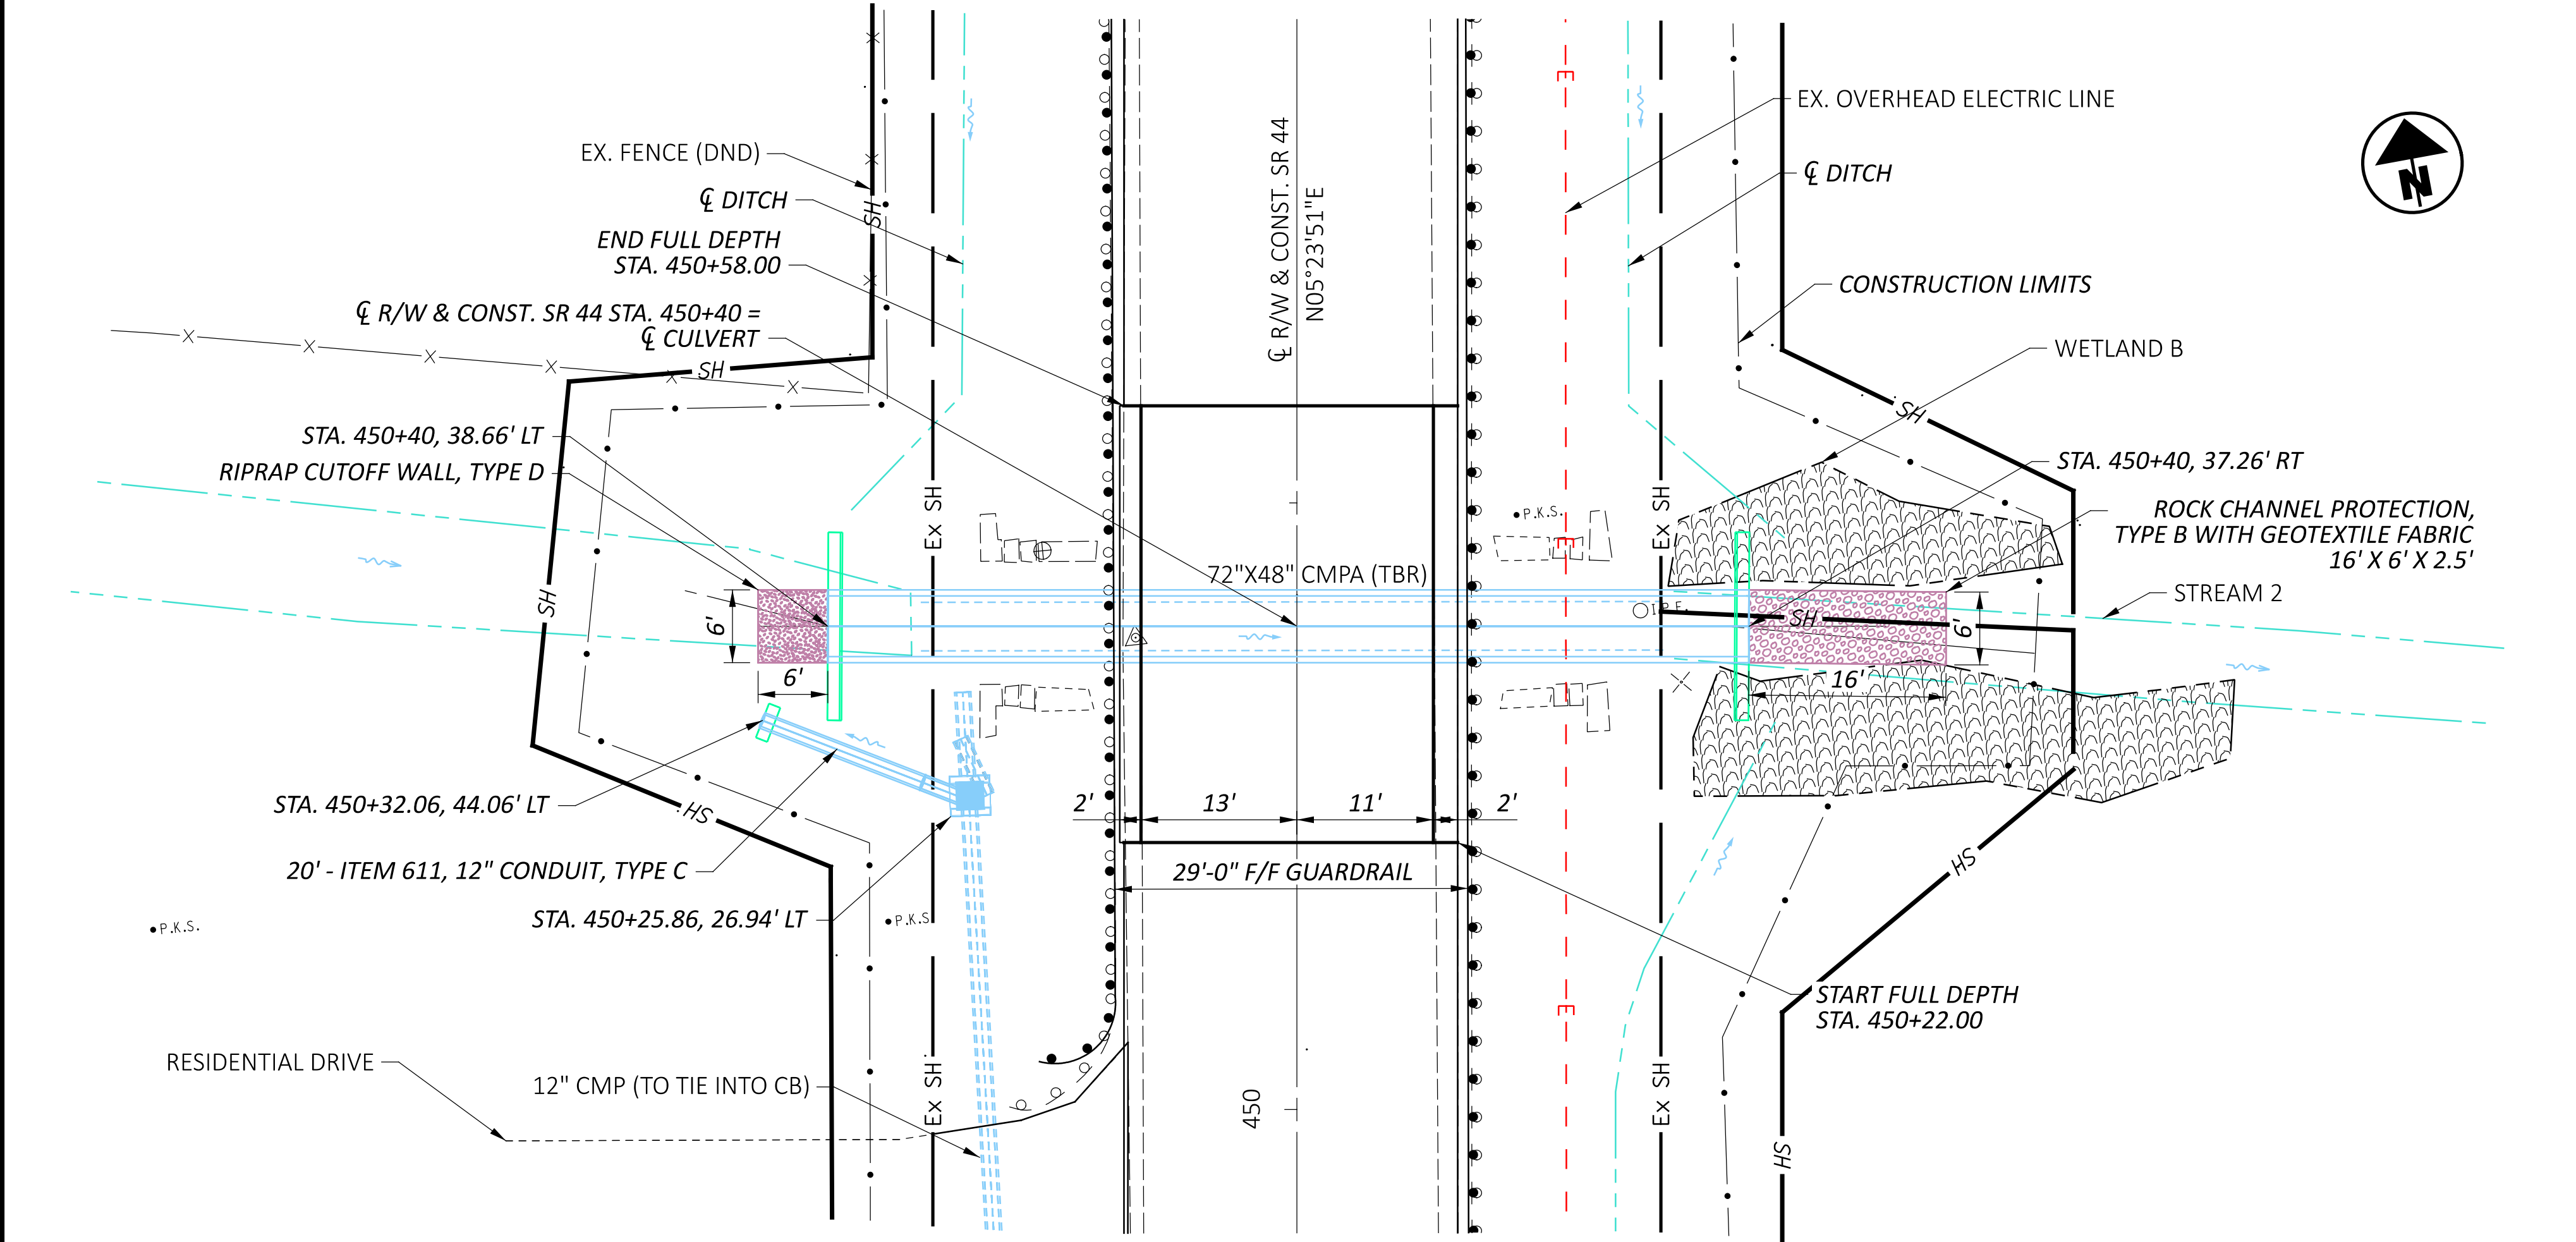 EX. OVERHEAD ELECTRIC LINE
EX. FENCE (DND)
℄ DITCH
℄ DITCH
N
END FULL DEPTH
STA. 450+58.00
℄ R/W & CONST. SR 44
N05°23'51"E
SH
CONSTRUCTION LIMITS
℄ R/W & CONST. SR 44 STA. 450+40 =
℄ CULVERT
WETLAND B
SH
SH
STA. 450+40, 38.66' LT
RIPRAP CUTOFF WALL, TYPE D
STA. 450+40, 37.26' RT
ROCK CHANNEL PROTECTION,
TYPE B WITH GEOTEXTILE FABRIC
16' X 6' X 2.5'
Ex SH
Ex SH
P.K.S.
E
E
72"X48" CMPA (TBR)
STREAM 2
SH
I.P.F.
SH
6'
6'
6'
16'
STA. 450+32.06, 44.06' LT
SH
2'
13'
11'
2'
20' - ITEM 611, 12" CONDUIT, TYPE C
29'-0" F/F GUARDRAIL
SH
STA. 450+25.86, 26.94' LT
P.K.S.
P.K.S
START FULL DEPTH
STA. 450+22.00
E
RESIDENTIAL DRIVE
12" CMP (TO TIE INTO CB)
Ex SH
450
Ex SH
SH